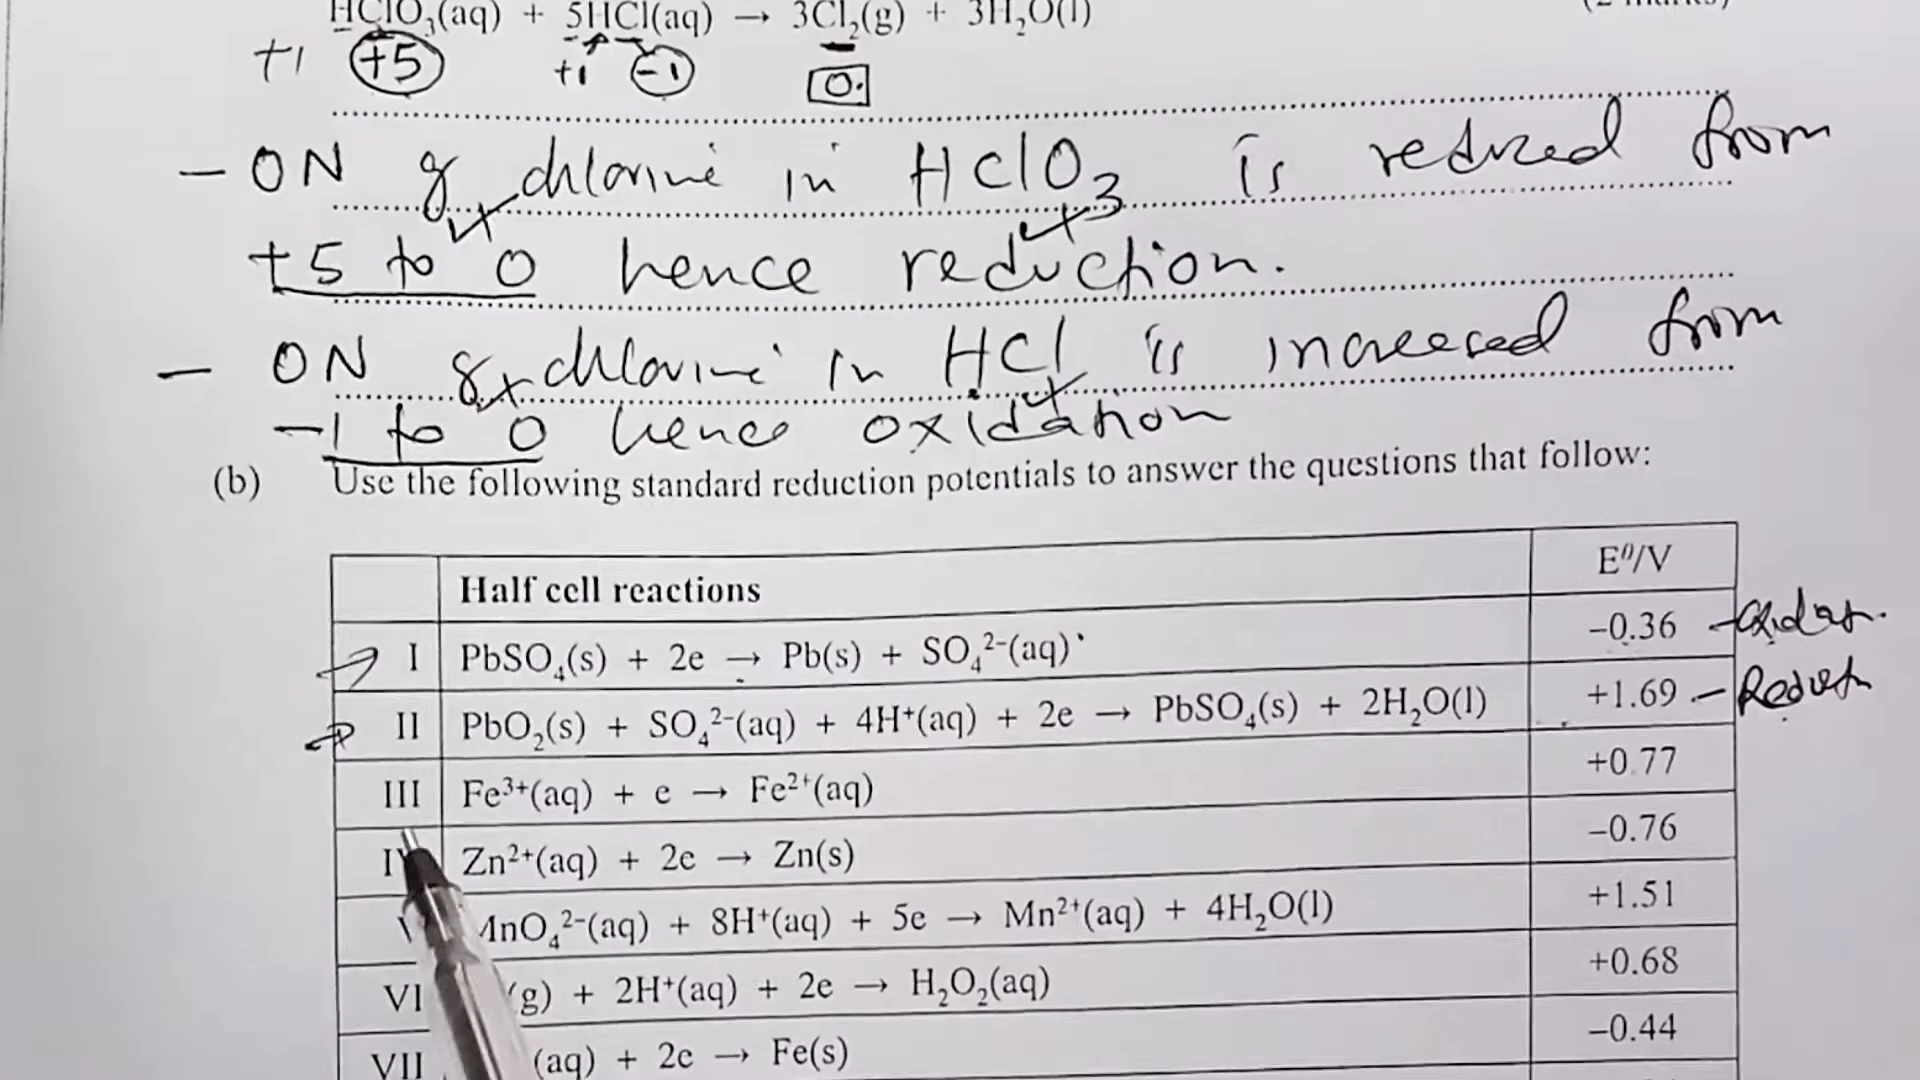 HClO₃(aq) + 5HCl(aq) → 3Cl₂(g) + 3H₂O(l)
+1 +5 +1 -1 0
- ON of chlorine in HClO₃ is reduced from
+5 to 0 hence reduction.
- ON of chlorine in HCl is increased from
-1 to 0 hence oxidation
(b) Use the following standard reduction potentials to answer the questions that follow:
Half cell reactions E⁰/V
I PbSO₄(s) + 2e → Pb(s) + SO₄²⁻(aq) −0.36
II PbO₂(s) + SO₄²⁻(aq) + 4H⁺(aq) + 2e → PbSO₄(s) + 2H₂O(l) +1.69
III Fe³⁺(aq) + e → Fe²⁺(aq) +0.77
Zn²⁺(aq) + 2e → Zn(s) −0.76
MnO₄²⁻(aq) + 8H⁺(aq) + 5e → Mn²⁺(aq) + 4H₂O(l) +1.51
VI (g) + 2H⁺(aq) + 2e → H₂O₂(aq) +0.68
VII (aq) + 2e → Fe(s) −0.44